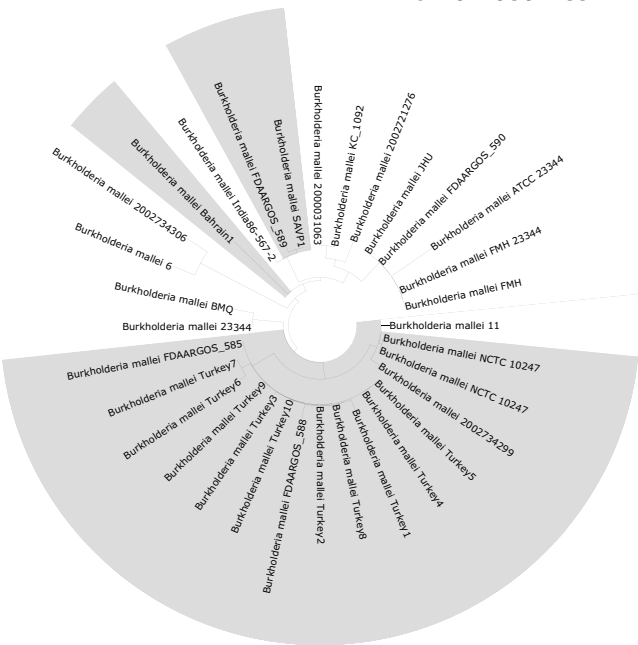 Burkholderia mallei 2000031063
Burkholderia mallei KC_1092
Burkholderia mallei 2002721276
Burkholderia mallei JHU
Burkholderia mallei FDAARGOS_590
Burkholderia mallei ATCC 23344
Burkholderia mallei FMH 23344
Burkholderia mallei FMH
Burkholderia mallei 11
Burkholderia mallei NCTC 10247
Burkholderia mallei NCTC 10247
Burkholderia mallei 2002734299
Burkholderia mallei Turkey5
Burkholderia mallei Turkey4
Burkholderia mallei Turkey1
Burkholderia mallei Turkey8
Burkholderia mallei Turkey2
Burkholderia mallei FDAARGOS_588
Burkholderia mallei Turkey10
Burkholderia mallei Turkey3
Burkholderia mallei Turkey9
Burkholderia mallei Turkey6
Burkholderia mallei Turkey7
Burkholderia mallei FDAARGOS_585
Burkholderia mallei 23344
Burkholderia mallei BMQ
Burkholderia mallei 6
Burkholderia mallei 2002734306
Burkholderia mallei Bahrain1
Burkholderia mallei India86-567-2
Burkholderia mallei FDAARGOS_589
Burkholderia mallei SAVP1